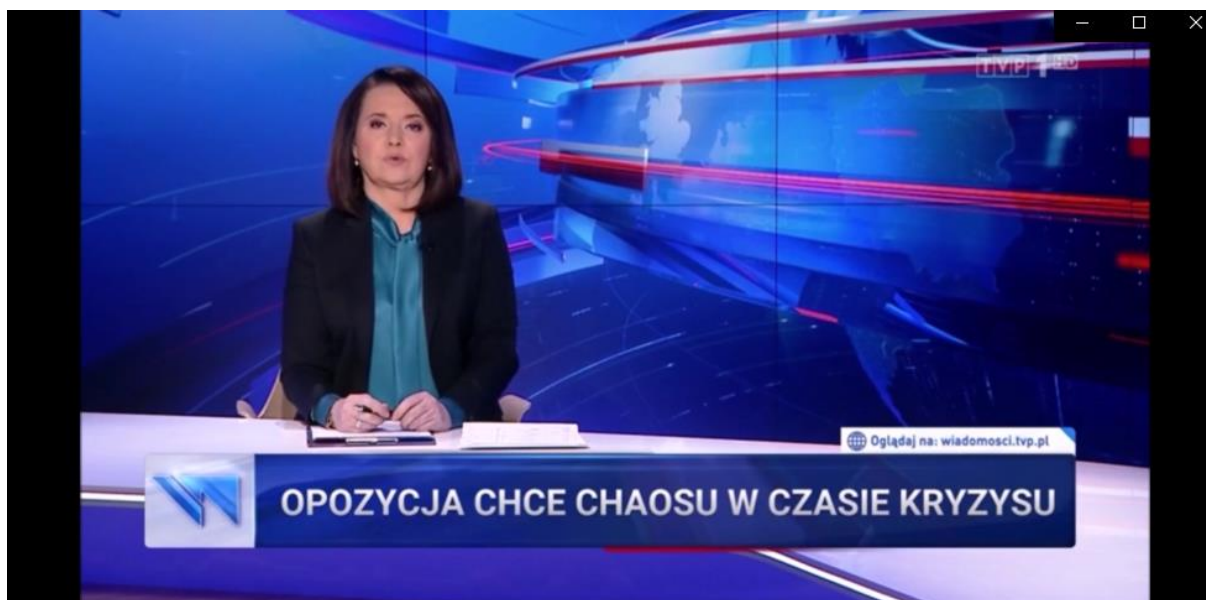 TVP1 HD
Oglądaj na: wiadomosci.tvp.pl
OPOZYCJA CHCE CHAOSU W CZASIE KRYZYSU